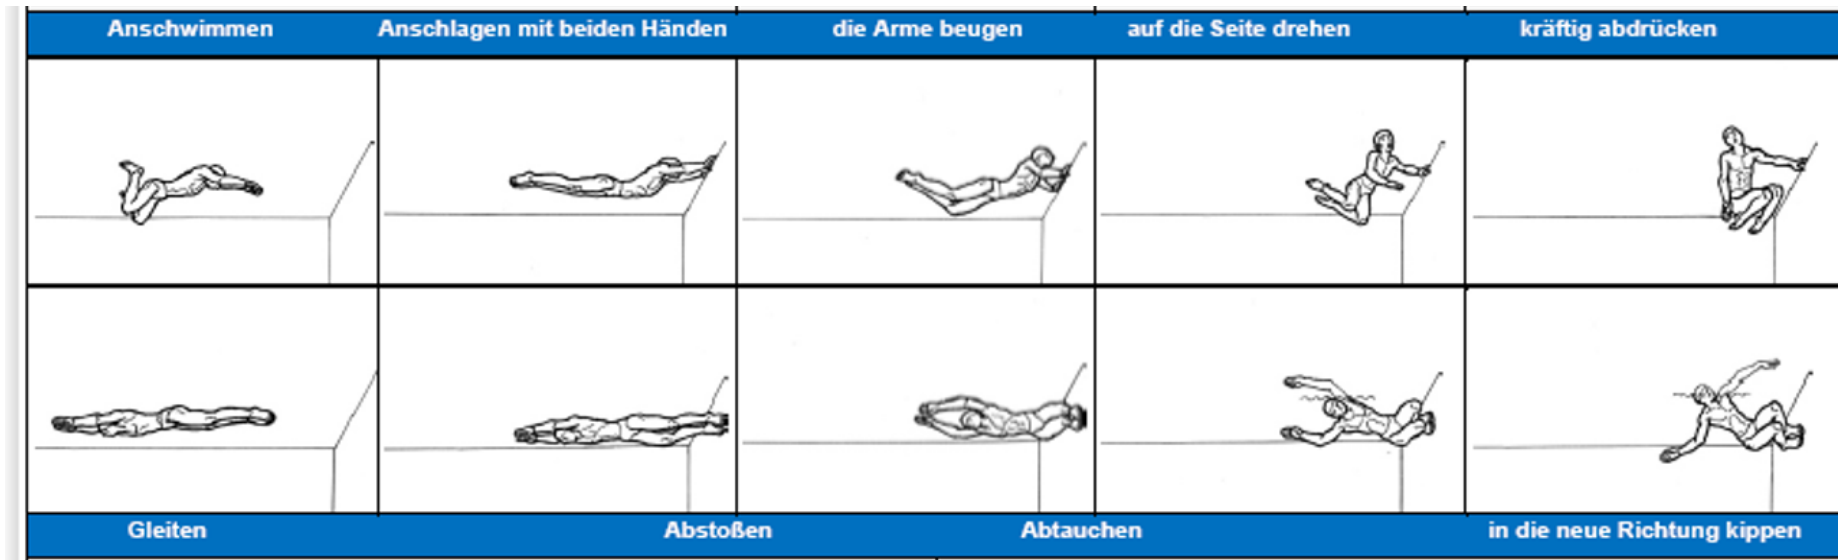 Anschwimmen
Anschlagen mit beiden Händen
die Arme beugen
auf die Seite drehen
kräftig abdrücken
Gleiten
Abstoßen
Abtauchen
in die neue Richtung kippen